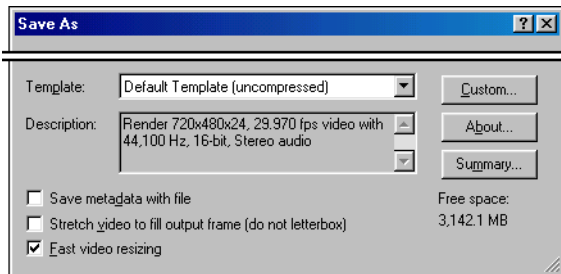 Save As
Template:
Default Template (uncompressed)
Custom...
Description:
Render 720x480x24, 29.970 fps video with
44,100 Hz, 16-bit, Stereo audio
About...
Summary...
Save metadata with file
Free space:
Stretch video to fill output frame (do not letterbox)
3,142.1 MB
Fast video resizing